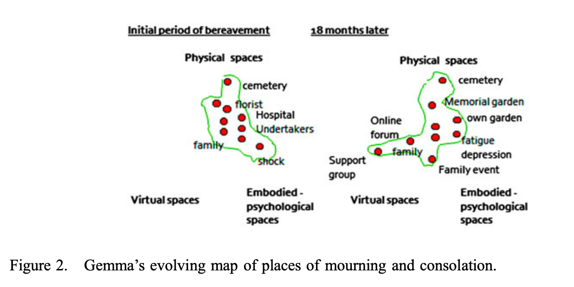 Initial period of bereavement
18 months later
Physical spaces
cemetery
florist
Hospital
Undertakers
family
shock
Virtual spaces
Embodied -
psychological
spaces
Physical spaces
cemetery
Memorial garden
own garden
Online
forum
fatigue
depression
family
Support
group
Family event
Virtual spaces
Embodied -
psychological
spaces
Figure 2. Gemma's evolving map of places of mourning and consolation.